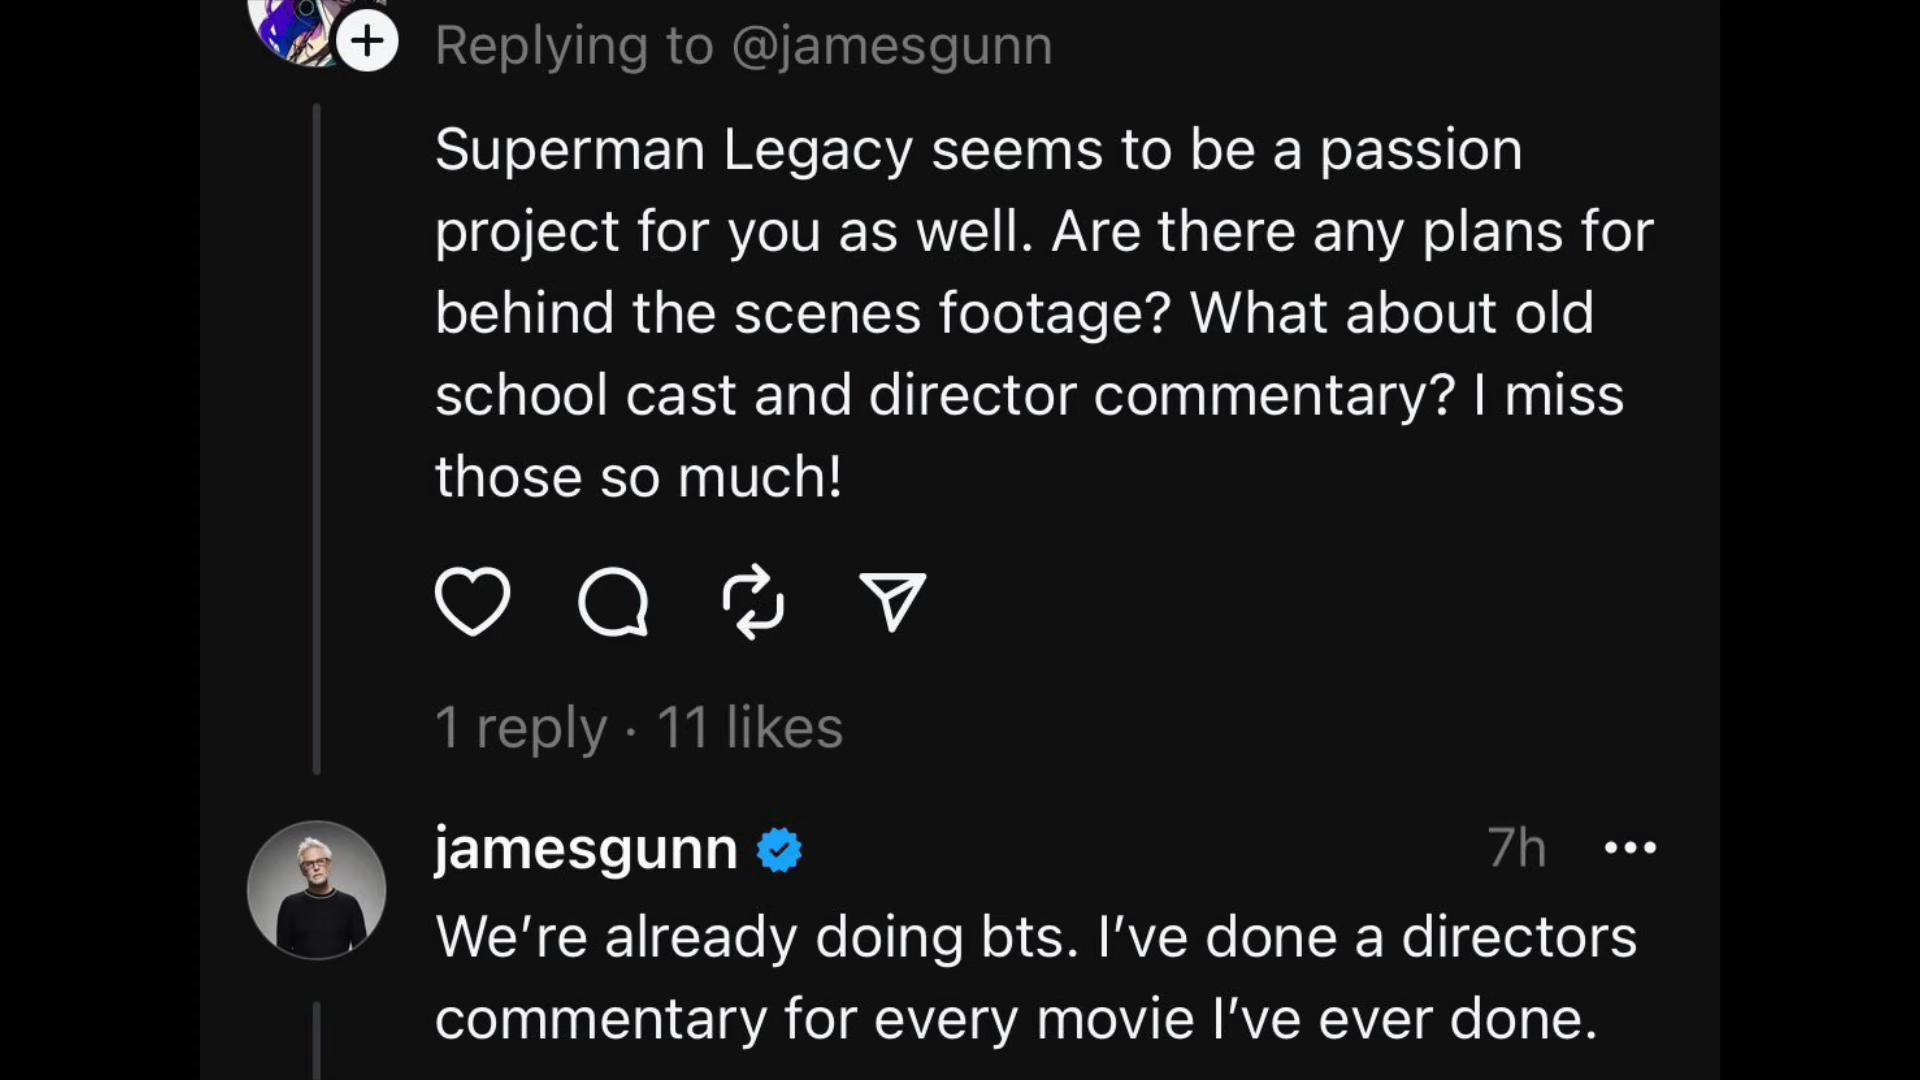 Replying to @jamesgunn
Superman Legacy seems to be a passion
project for you as well. Are there any plans for
behind the scenes footage? What about old
school cast and director commentary? I miss
those so much!
1 reply · 11 likes
jamesgunn 7h
We’re already doing bts. I’ve done a directors
commentary for every movie I’ve ever done.